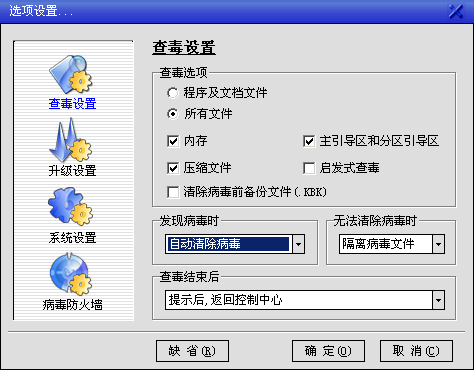 选项设置...
查毒设置
升级设置
系统设置
病毒防火墙
查毒设置
查毒选项
程序及文档文件
所有文件
内存 主引导区和分区引导区
压缩文件 启发式查毒
清除病毒前备份文件(.KBK)
发现病毒时 无法清除病毒时
自动清除病毒 隔离病毒文件
查毒结束后
提示后,返回控制中心
缺 省(R) 确 定(O) 取 消(C)